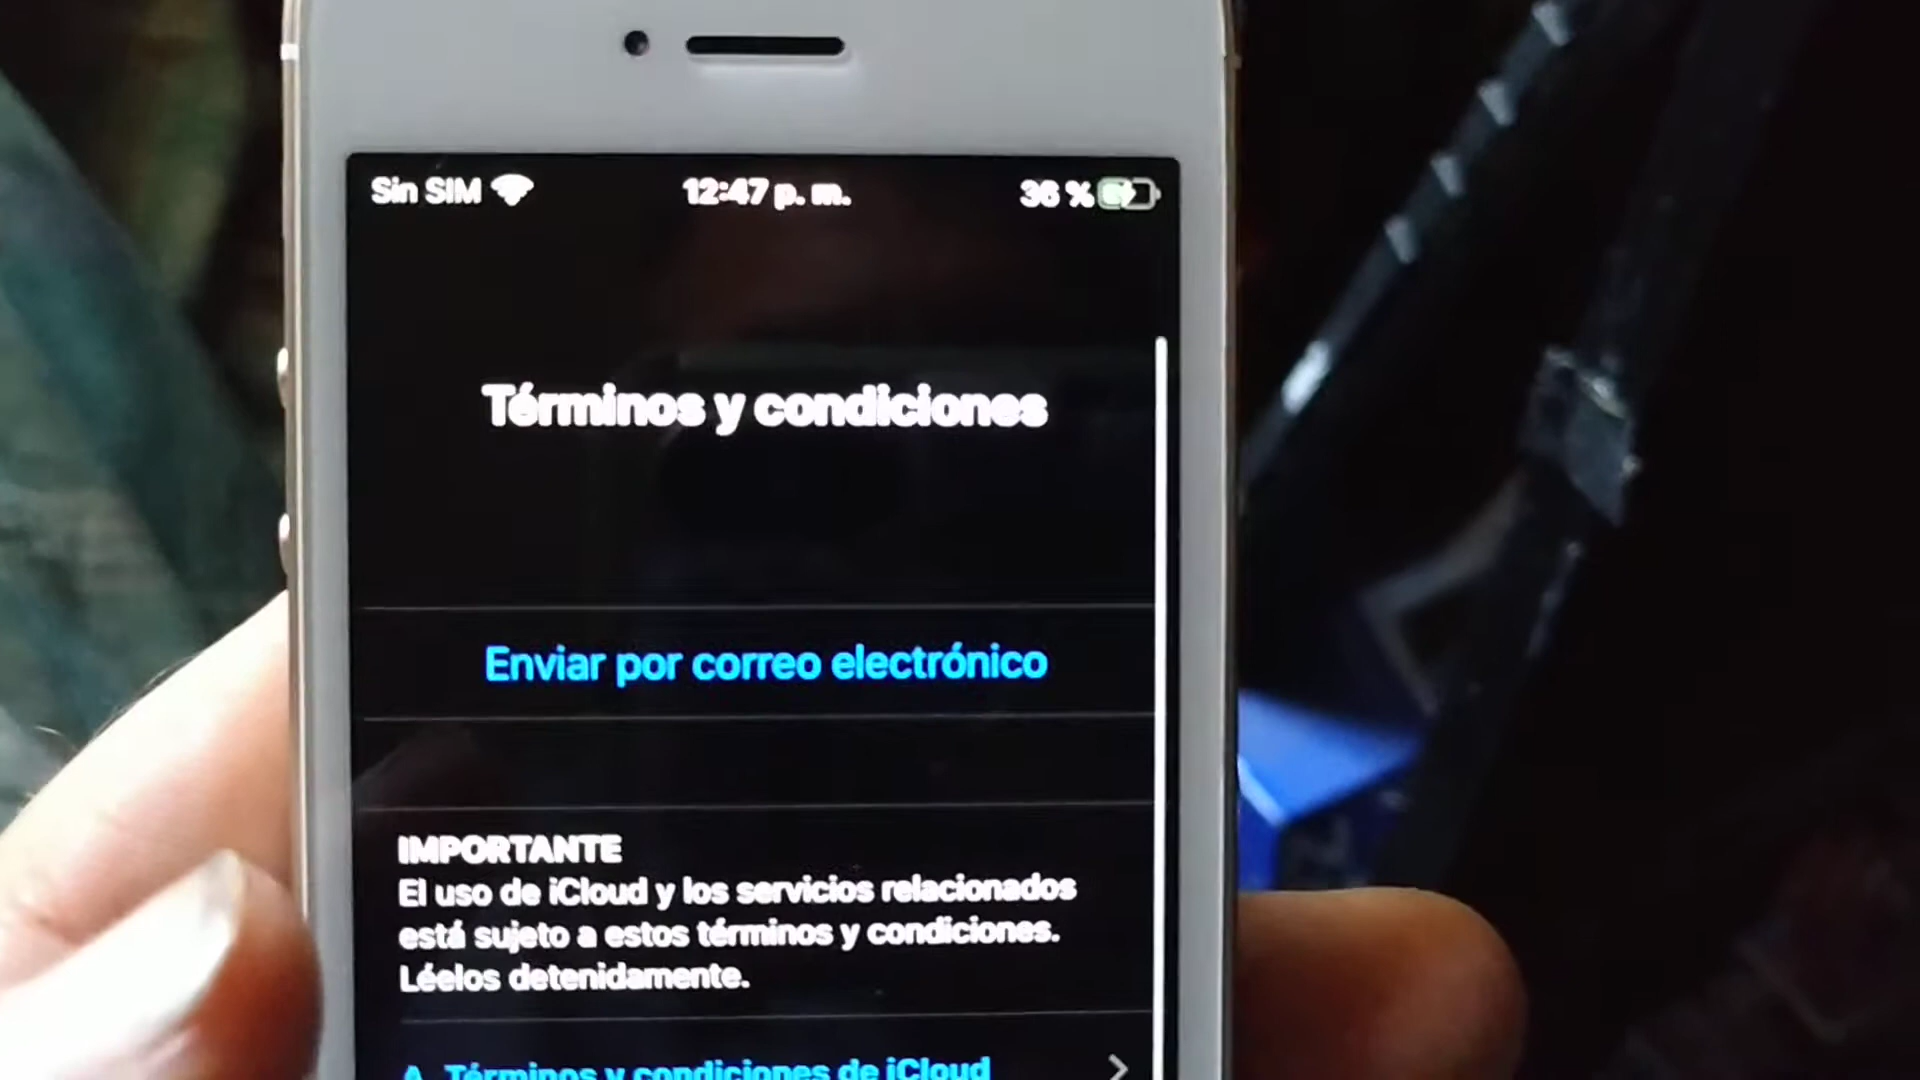 Sin SIM 12:47 p. m. 36 %
Términos y condiciones
Enviar por correo electrónico
IMPORTANTE
El uso de iCloud y los servicios relacionados
está sujeto a estos términos y condiciones.
Léelos detenidamente.
A. Términos y condiciones de iCloud